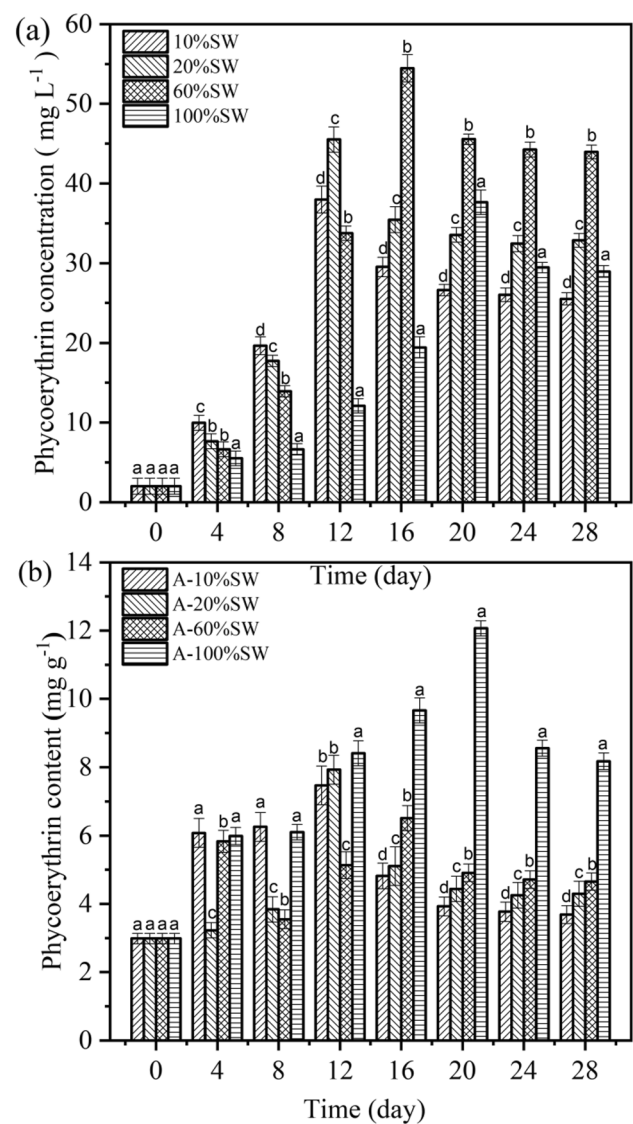 (a)
Phycoerythrin concentration ( mg L⁻¹)
60
50
40
30
20
10
0
10%SW
20%SW
60%SW
100%SW
a a a a
c b b a
d c b a
d c b a
d c b a
d c b a
d c b a
d c b a
0 4 8 12 16 20 24 28
Time (day)
(b)
Phycoerythrin content (mg g⁻¹)
14
12
10
8
6
4
2
0
A-10%SW
A-20%SW
A-60%SW
A-100%SW
a a a a
a c b a
a c b a
b b c a
d c b a
d c b a
d c b a
d c b a
0 4 8 12 16 20 24 28
Time (day)